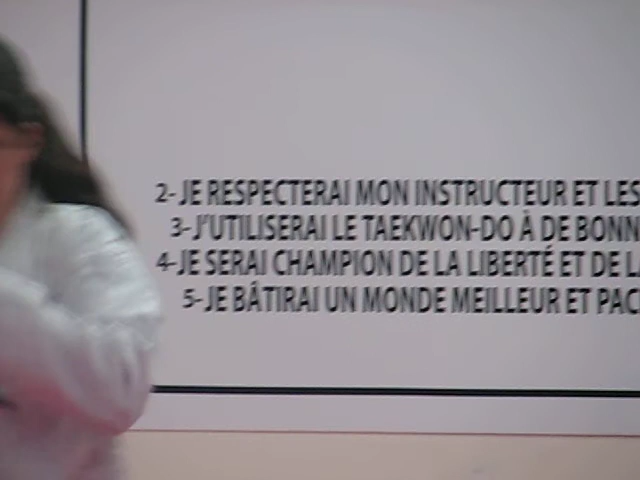 2- JE RESPECTERAI MON INSTRUCTEUR ET LES
3- J'UTILISERAI LE TAEKWON-DO À DE BONN
4- JE SERAI CHAMPION DE LA LIBERTÉ ET DE LA
5- JE BÂTIRAI UN MONDE MEILLEUR ET PAC